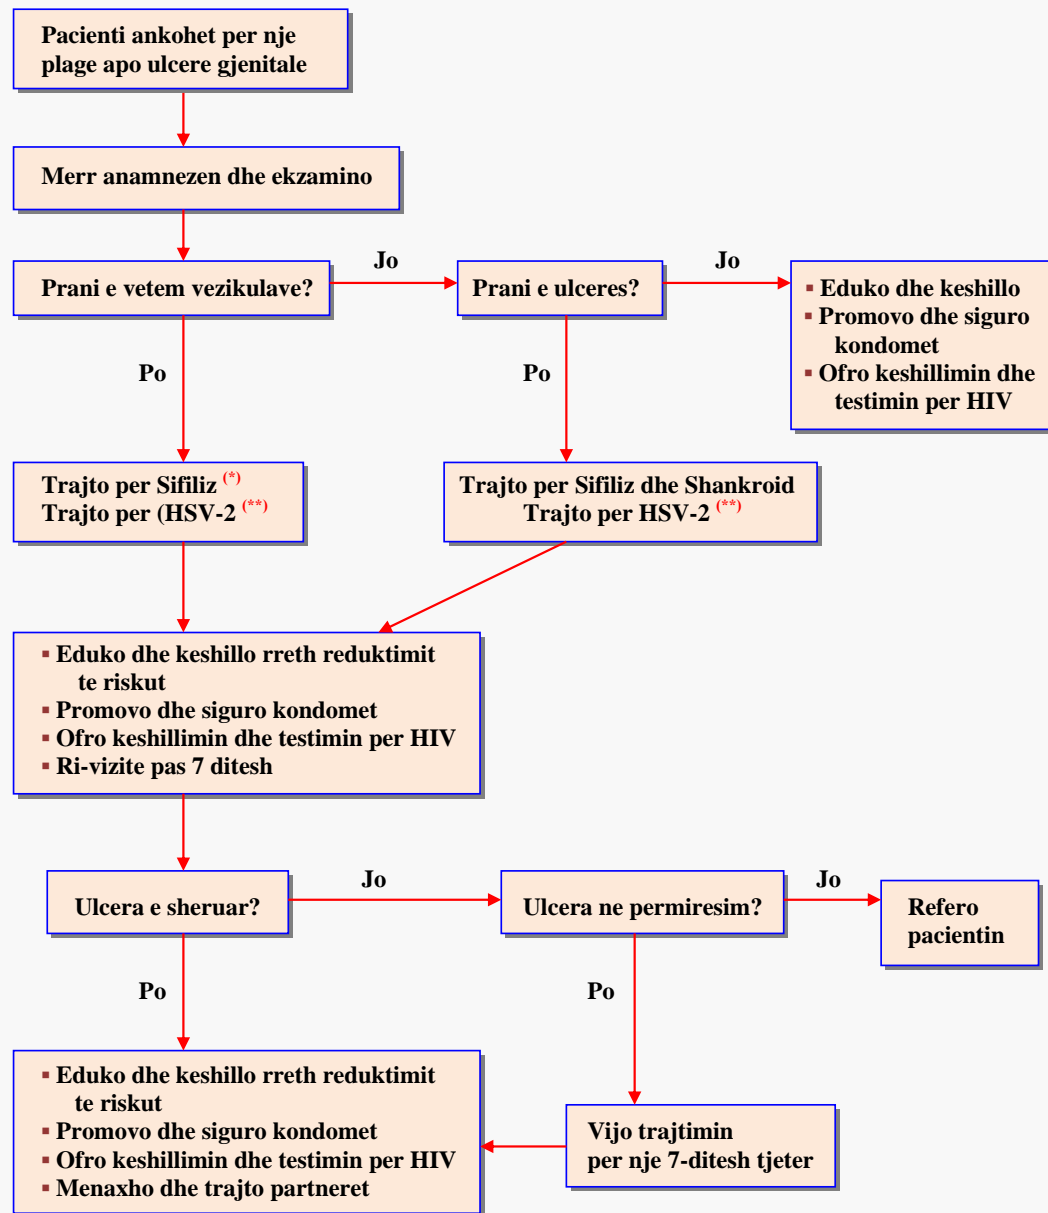 Pacienti ankohet per nje
plage apo ulcere gjenitale
Merr anamnezen dhe ekzamino
Prani e vetem vezikulave?
Jo
Prani e ulceres?
Jo
▪ Eduko dhe keshillo
▪ Promovo dhe siguro
kondomet
▪ Ofro keshillimin dhe
testimin per HIV
Po
Po
Trajto per Sifiliz (*)
Trajto per (HSV-2 (**)
Trajto per Sifiliz dhe Shankroid
Trajto per HSV-2 (**)
▪ Eduko dhe keshillo rreth reduktimit
te riskut
▪ Promovo dhe siguro kondomet
▪ Ofro keshillimin dhe testimin per HIV
▪ Ri-vizite pas 7 ditesh
Ulcera e sheruar?
Jo
Ulcera ne permiresim?
Jo
Refero
pacientin
Po
Po
▪ Eduko dhe keshillo rreth reduktimit
te riskut
▪ Promovo dhe siguro kondomet
▪ Ofro keshillimin dhe testimin per HIV
▪ Menaxho dhe trajto partneret
Vijo trajtimin
per nje 7-ditesh tjeter